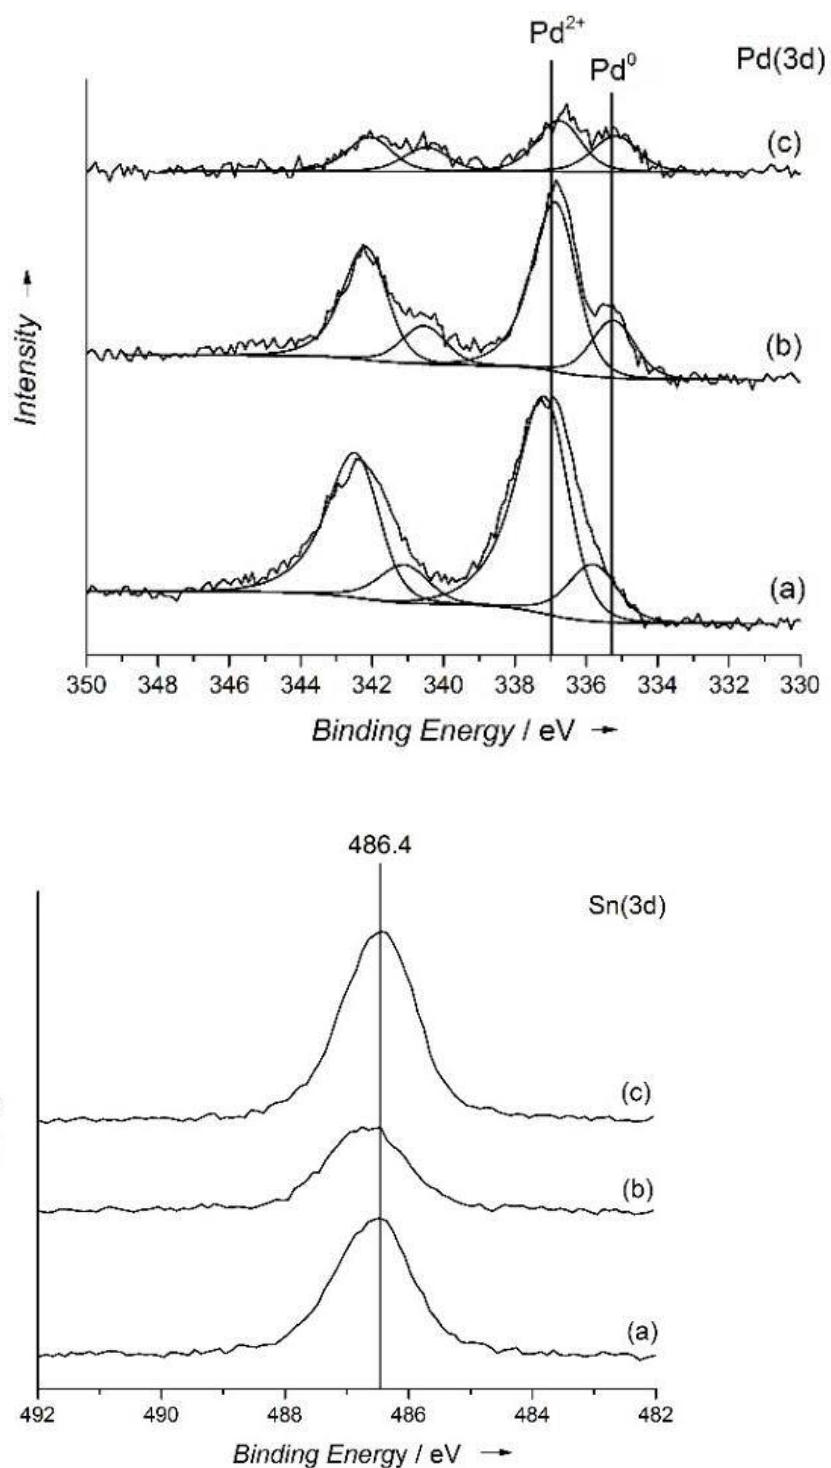 Pd²⁺
Pd⁰
Pd(3d)
(c)
(b)
(a)
Intensity →
350 348 346 344 342 340 338 336 334 332 330
Binding Energy / eV →
486.4
Sn(3d)
(c)
(b)
(a)
492 490 488 486 484 482
Binding Energy / eV →